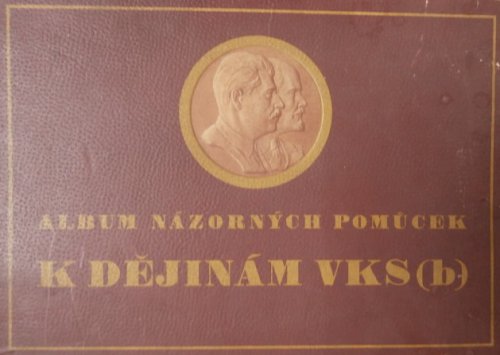 ALBUM NÁZORNÝCH POMŮCEK
K DĚJINÁM VKS(b)